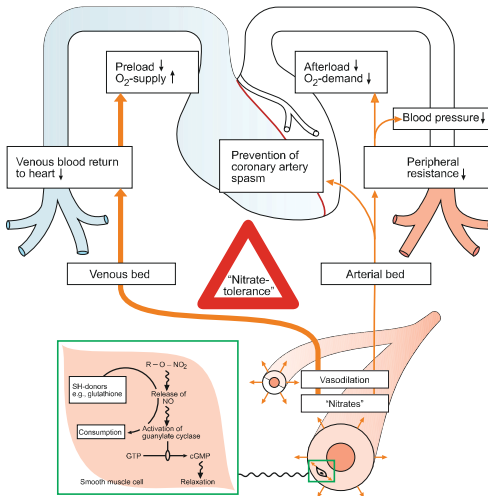 Preload ↓
O₂-supply ↑
Afterload ↓
O₂-demand ↓
Blood pressure ↓
Venous blood return
to heart ↓
Prevention of
coronary artery
spasm
Peripheral
resistance ↓
Venous bed
"Nitrate-
tolerance"
Arterial bed
Vasodilation
"Nitrates"
R – O – NO₂
SH-donors
e.g., glutathione
Release of
NO
Consumption
Activation of
guanylate cyclase
GTP
cGMP
Smooth muscle cell
Relaxation